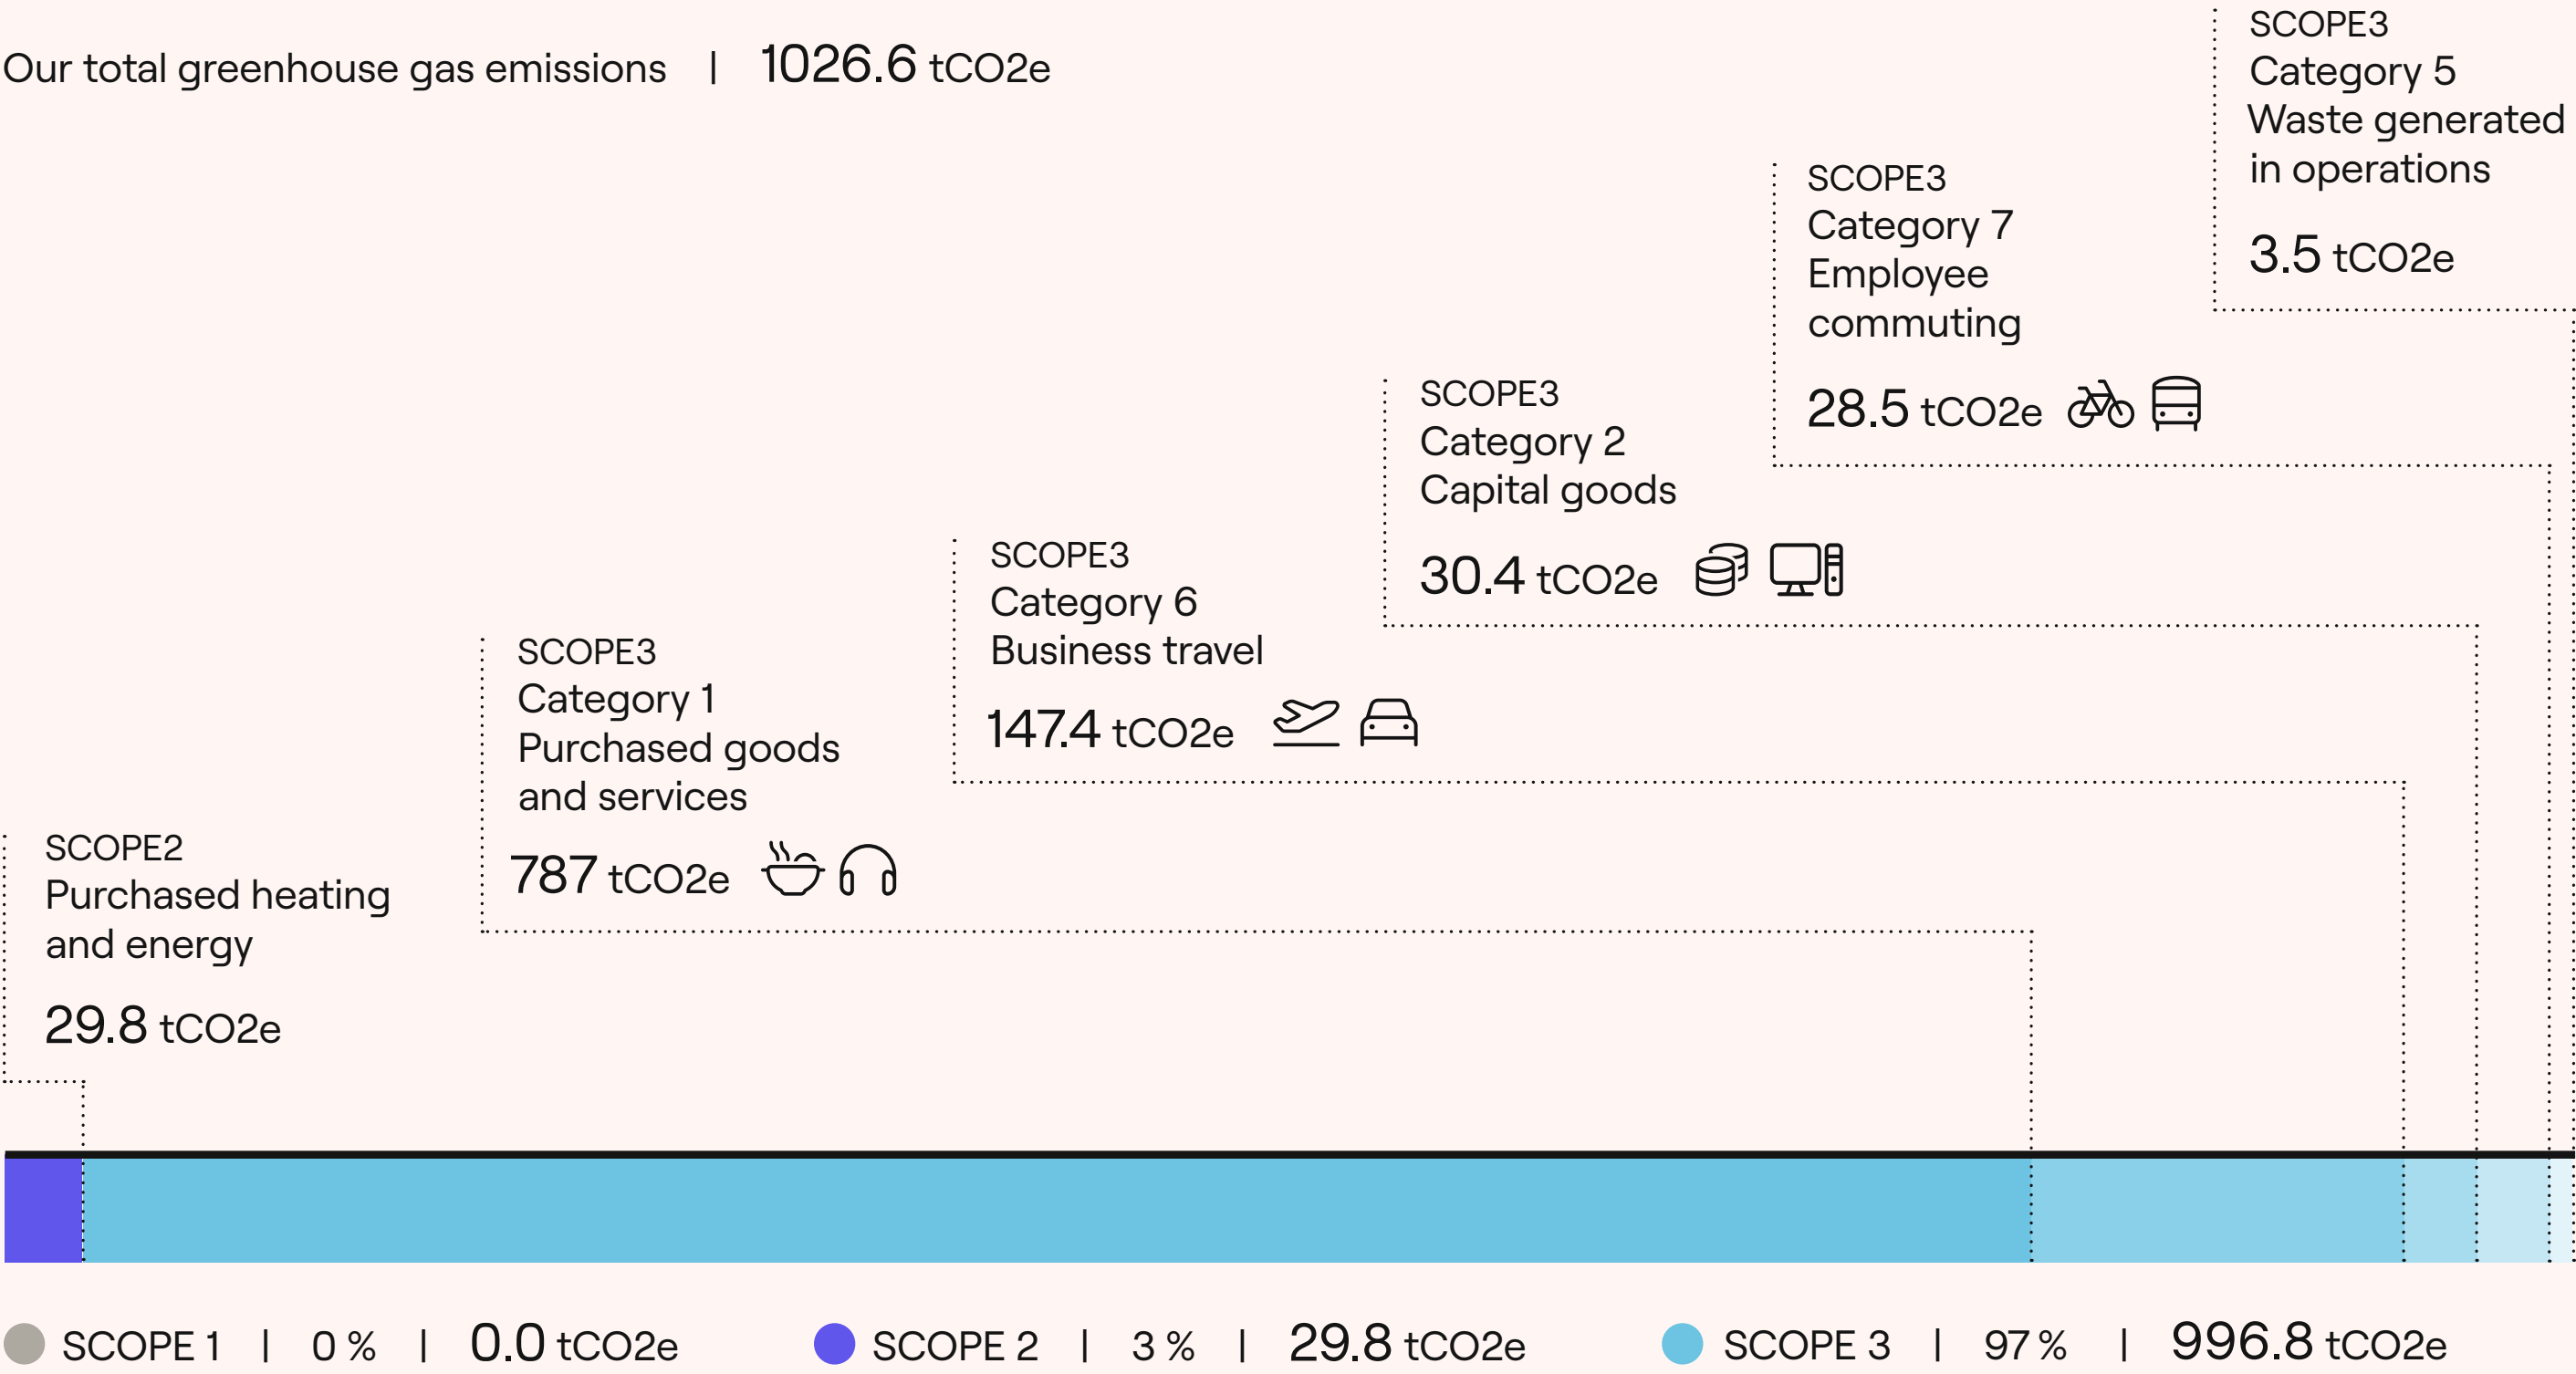 Our total greenhouse gas emissions | 1026.6 tCO2e
SCOPE3
Category 5
Waste generated
in operations
3.5 tCO2e
SCOPE3
Category 7
Employee
commuting
28.5 tCO2e
SCOPE3
Category 2
Capital goods
30.4 tCO2e
SCOPE3
Category 6
Business travel
147.4 tCO2e
SCOPE3
Category 1
Purchased goods
and services
787 tCO2e
SCOPE2
Purchased heating
and energy
29.8 tCO2e
SCOPE 1 | 0 % | 0.0 tCO2e
SCOPE 2 | 3 % | 29.8 tCO2e
SCOPE 3 | 97 % | 996.8 tCO2e